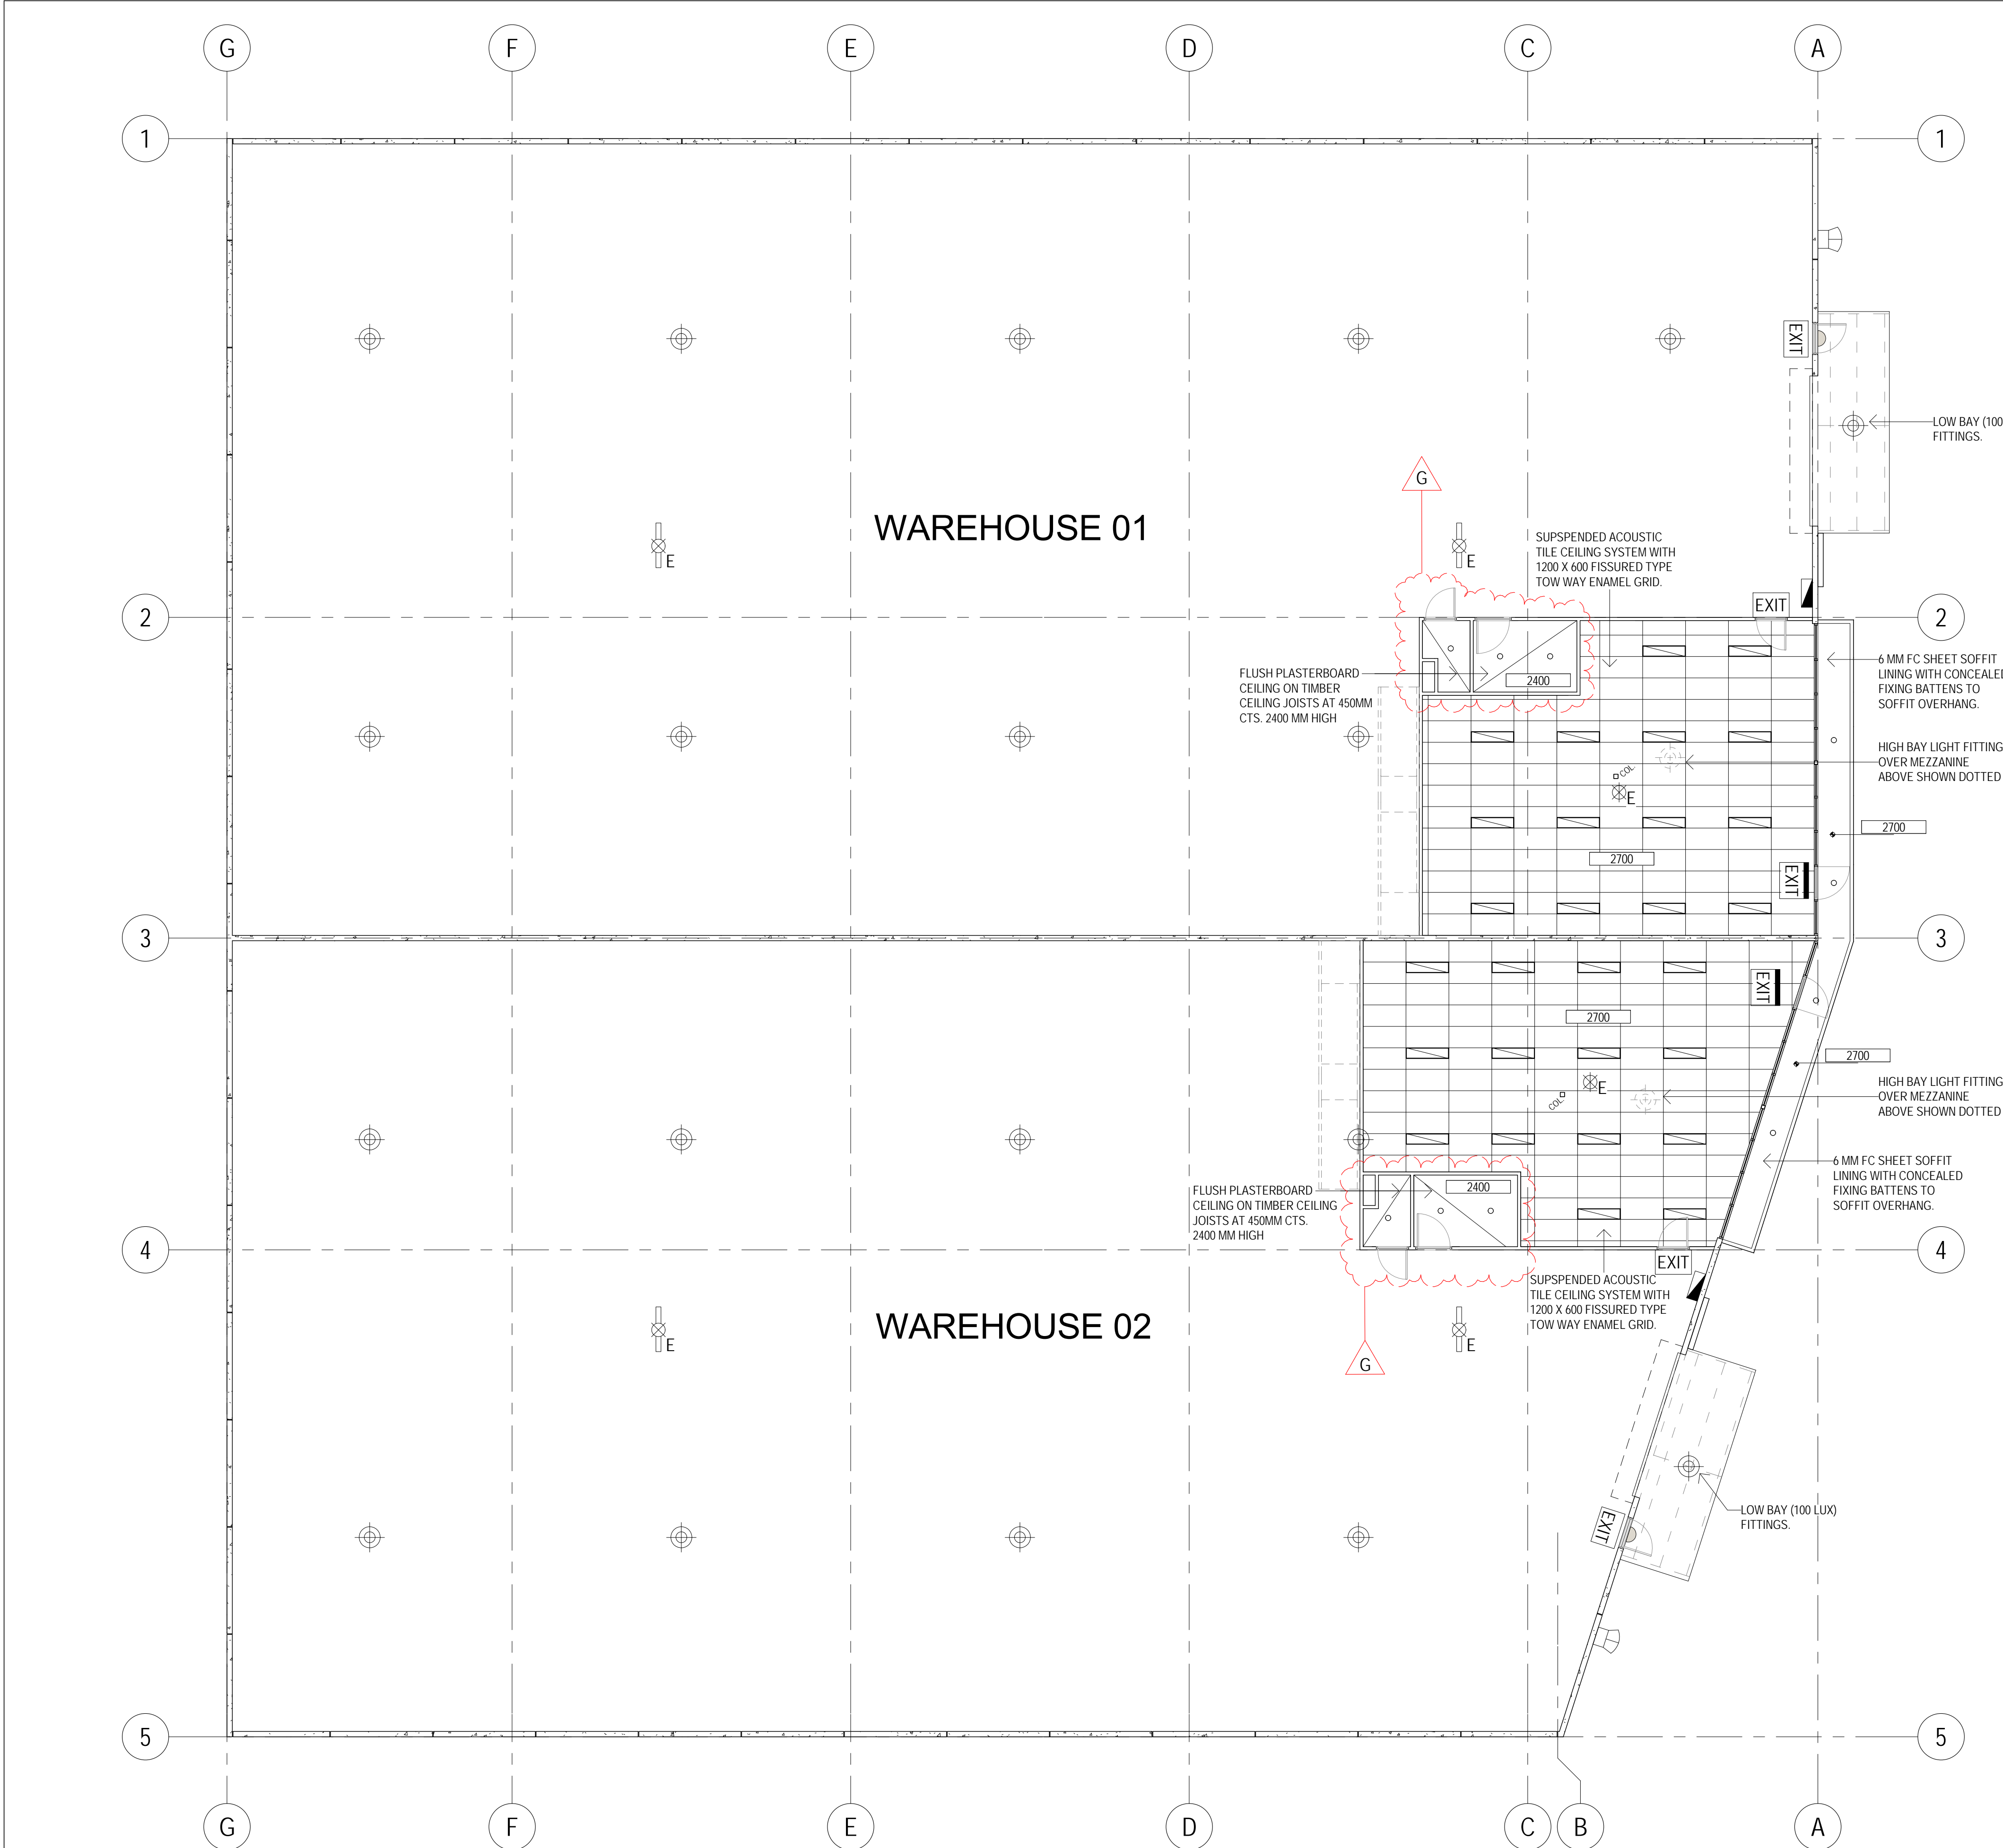 G F E D C A
1 1
EXIT
LOW BAY (100
FITTINGS.
G
WAREHOUSE 01
SUPSPENDED ACOUSTIC
TILE CEILING SYSTEM WITH
1200 X 600 FISSURED TYPE
TOW WAY ENAMEL GRID.
E E
EXIT
2 2
FLUSH PLASTERBOARD
CEILING ON TIMBER
CEILING JOISTS AT 450MM
CTS. 2400 MM HIGH
2400
6 MM FC SHEET SOFFIT
LINING WITH CONCEALED
FIXING BATTENS TO
SOFFIT OVERHANG.
HIGH BAY LIGHT FITTING
OVER MEZZANINE
ABOVE SHOWN DOTTED
COL.
E
2700
2700
EXIT
3 3
EXIT
2700
2700
HIGH BAY LIGHT FITTING
OVER MEZZANINE
ABOVE SHOWN DOTTED
E
COL.
6 MM FC SHEET SOFFIT
LINING WITH CONCEALED
FIXING BATTENS TO
SOFFIT OVERHANG.
FLUSH PLASTERBOARD
CEILING ON TIMBER CEILING
JOISTS AT 450MM CTS.
2400 MM HIGH
2400
4 4
EXIT
SUPSPENDED ACOUSTIC
TILE CEILING SYSTEM WITH
1200 X 600 FISSURED TYPE
TOW WAY ENAMEL GRID.
WAREHOUSE 02
E E
G
LOW BAY (100 LUX)
FITTINGS.
EXIT
5 5
G F E D C B A